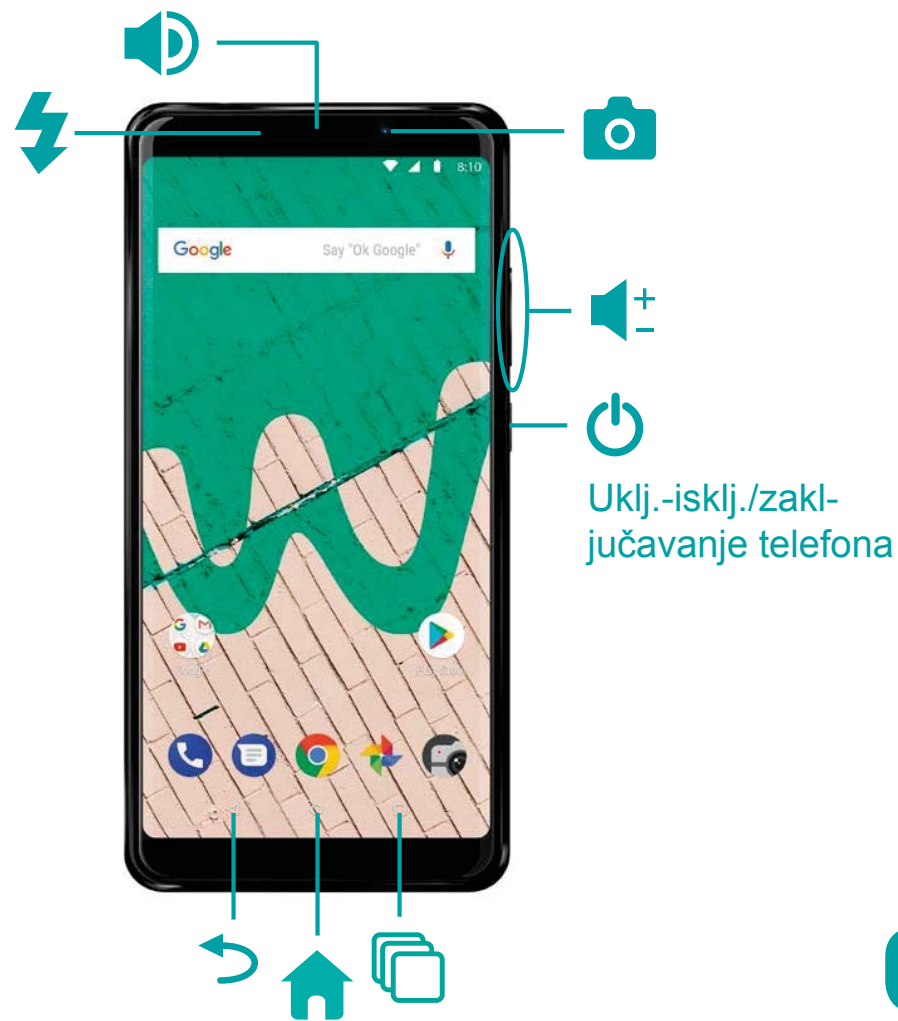 8:10
Google
Say "Ok Google"
+
–
Uklj.-isklj./zakl-
jučavanje telefona